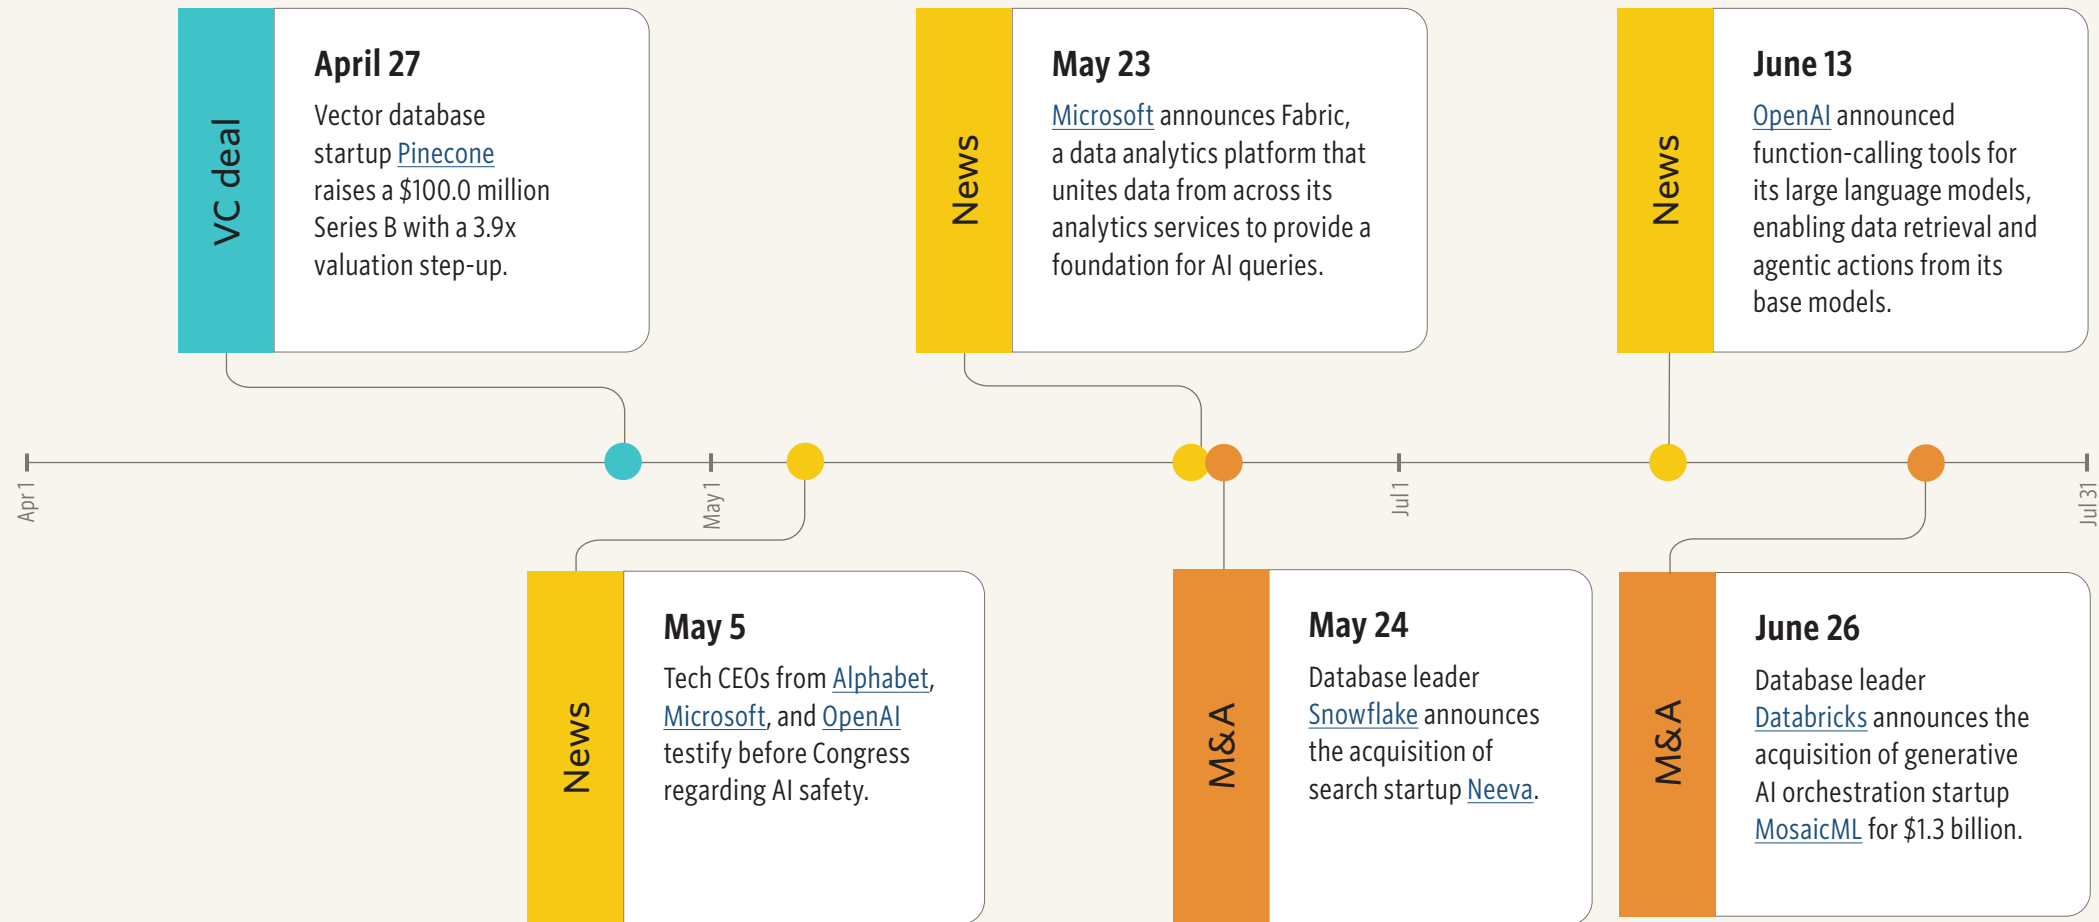 VC deal
April 27
Vector database
startup Pinecone
raises a $100.0 million
Series B with a 3.9x
valuation step-up.
News
May 23
Microsoft announces Fabric,
a data analytics platform that
unites data from across its
analytics services to provide a
foundation for AI queries.
News
June 13
OpenAI announced
function-calling tools for
its large language models,
enabling data retrieval and
agentic actions from its
base models.
Apr 1
May 1
Jul 1
Jul 31
News
May 5
Tech CEOs from Alphabet,
Microsoft, and OpenAI
testify before Congress
regarding AI safety.
M&A
May 24
Database leader
Snowflake announces
the acquisition of
search startup Neeva.
M&A
June 26
Database leader
Databricks announces the
acquisition of generative
AI orchestration startup
MosaicML for $1.3 billion.